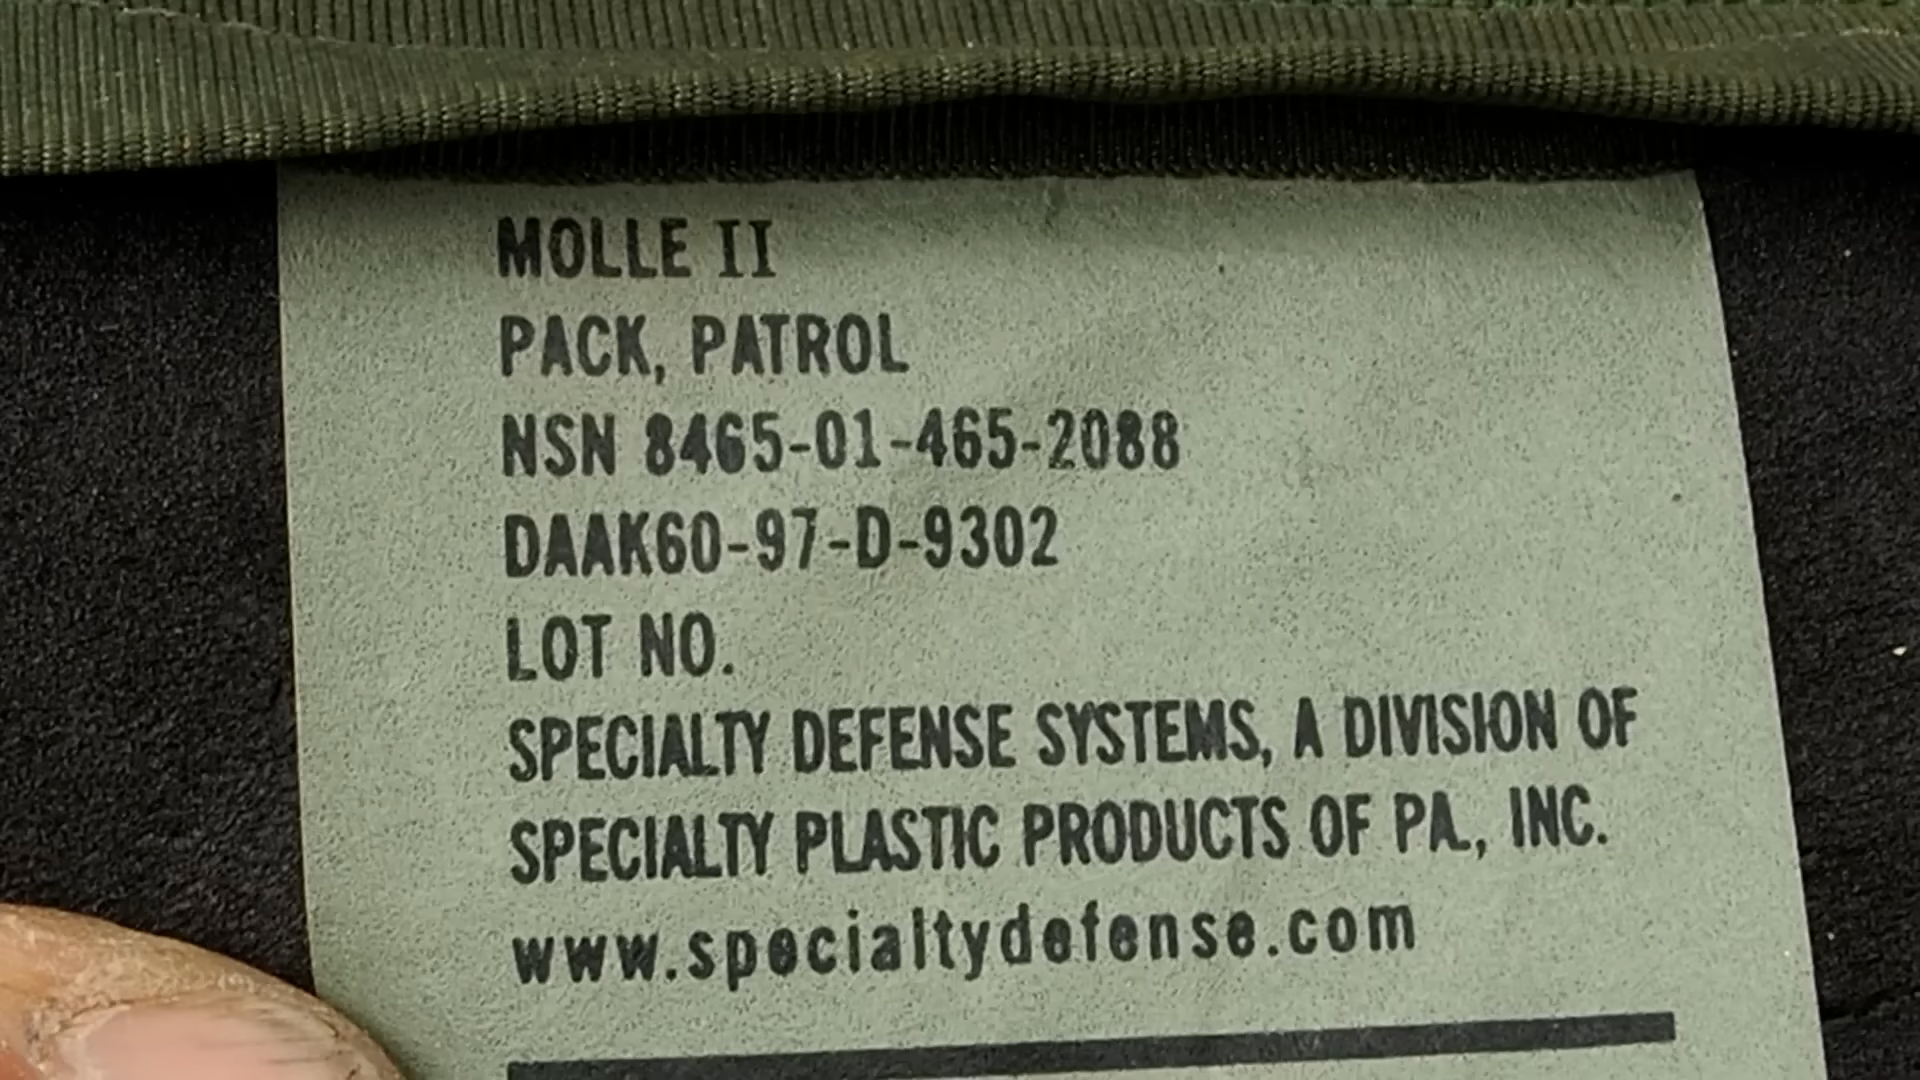 MOLLE II
PACK, PATROL
NSN 8465-01-465-2088
DAAK60-97-D-9302
LOT NO.
SPECIALTY DEFENSE SYSTEMS, A DIVISION OF
SPECIALTY PLASTIC PRODUCTS OF PA., INC.
www.specialtydefense.com